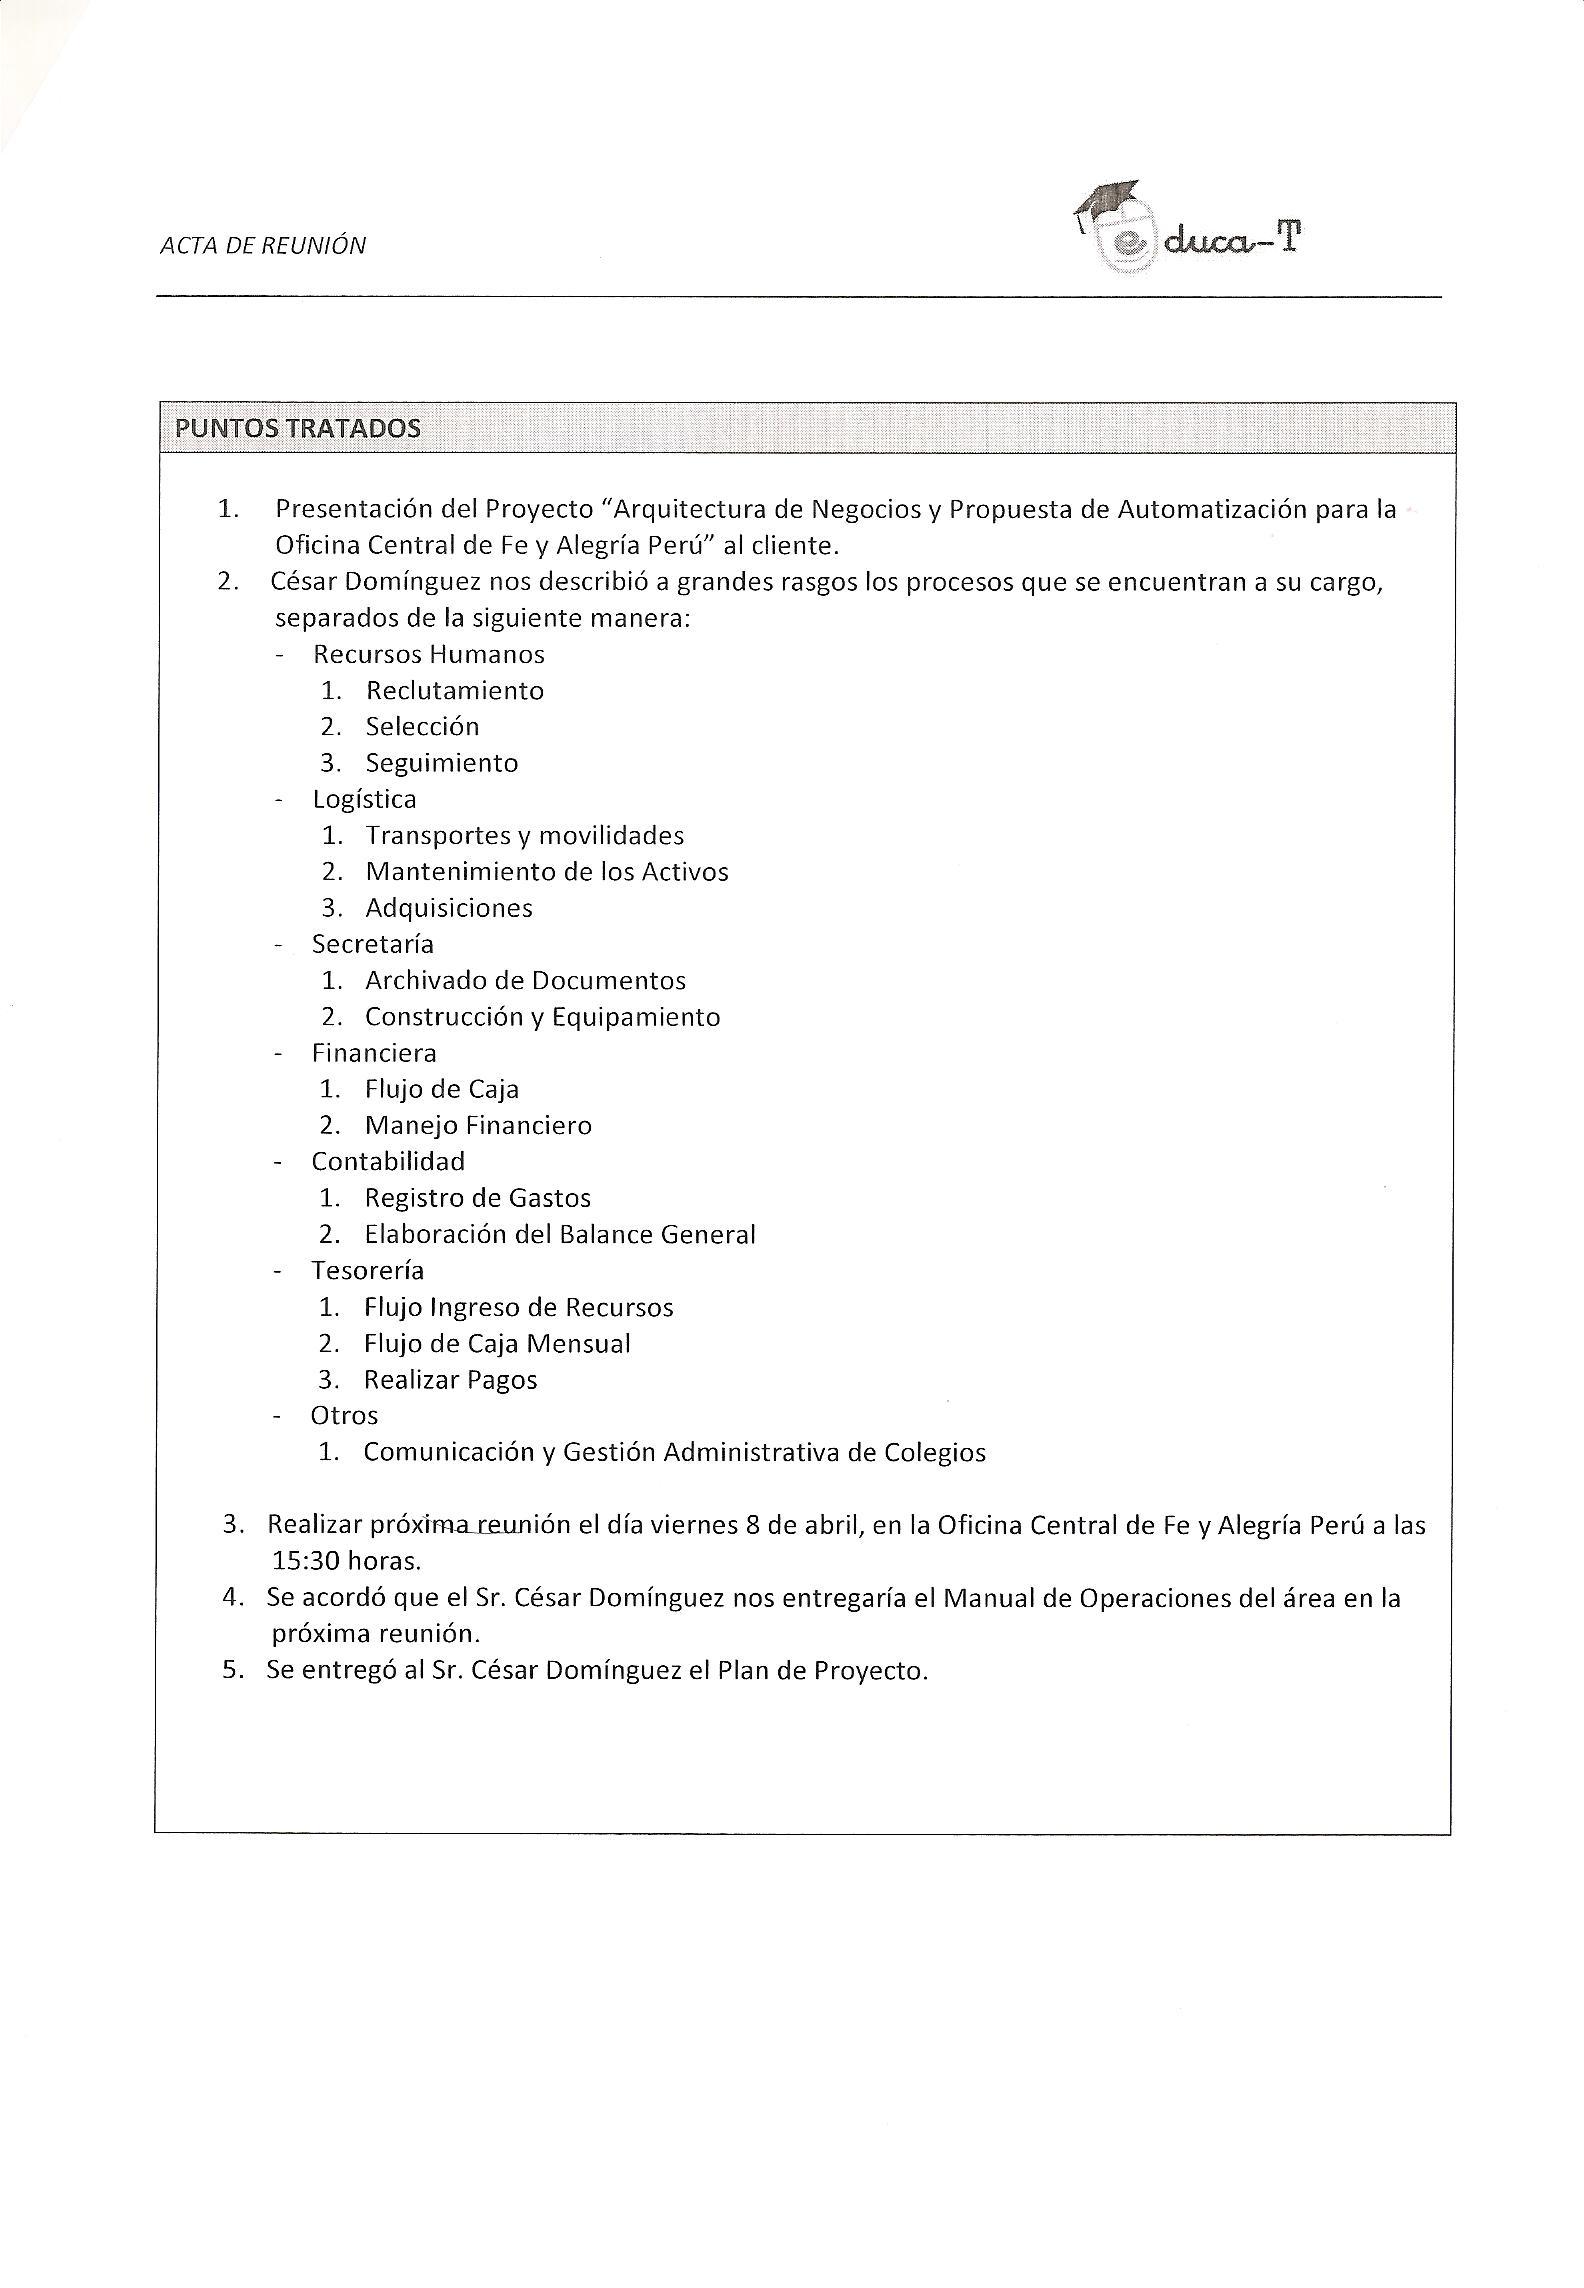 ACTA DE REUNIÓN
e duca-T
PUNTOS TRATADOS
1. Presentación del Proyecto "Arquitectura de Negocios y Propuesta de Automatización para la
Oficina Central de Fe y Alegría Perú" al cliente.
2. César Domínguez nos describió a grandes rasgos los procesos que se encuentran a su cargo,
separados de la siguiente manera:
- Recursos Humanos
1. Reclutamiento
2. Selección
3. Seguimiento
- Logística
1. Transportes y movilidades
2. Mantenimiento de los Activos
3. Adquisiciones
- Secretaría
1. Archivado de Documentos
2. Construcción y Equipamiento
- Financiera
1. Flujo de Caja
2. Manejo Financiero
- Contabilidad
1. Registro de Gastos
2. Elaboración del Balance General
- Tesorería
1. Flujo Ingreso de Recursos
2. Flujo de Caja Mensual
3. Realizar Pagos
- Otros
1. Comunicación y Gestión Administrativa de Colegios
3. Realizar próxima reunión el día viernes 8 de abril, en la Oficina Central de Fe y Alegría Perú a las
15:30 horas.
4. Se acordó que el Sr. César Domínguez nos entregaría el Manual de Operaciones del área en la
próxima reunión.
5. Se entregó al Sr. César Domínguez el Plan de Proyecto.